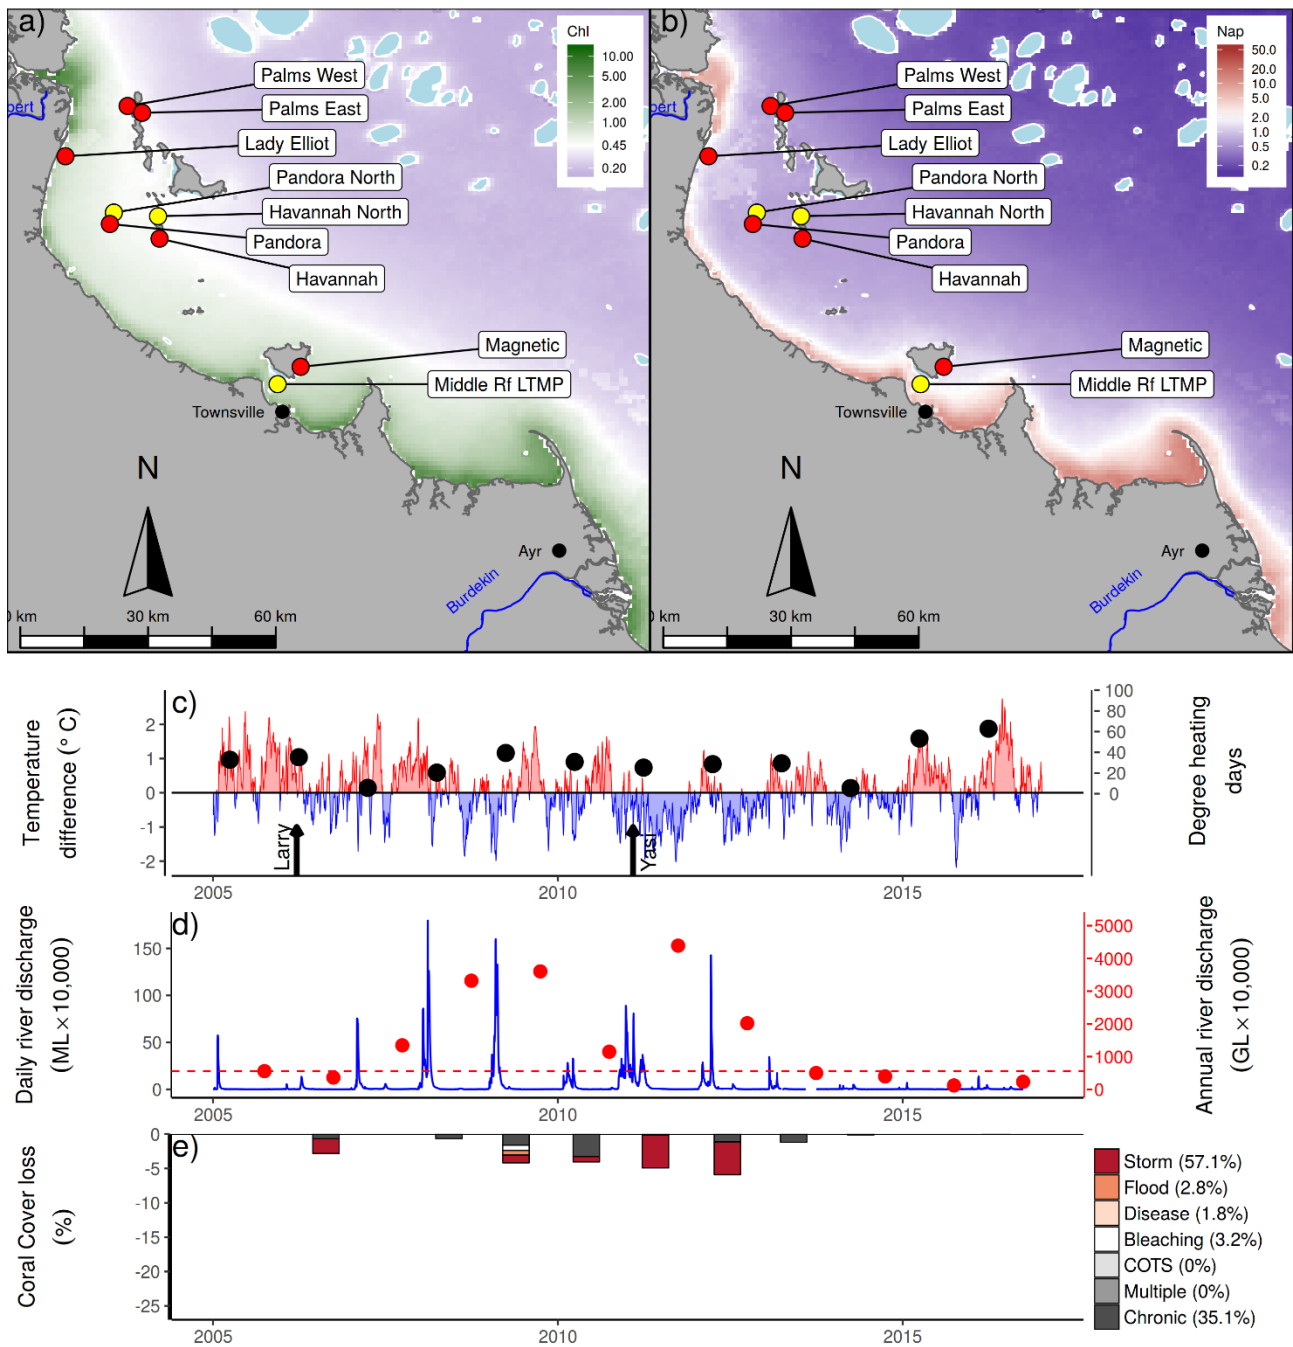 a)
Chl
10.00
5.00
2.00
1.00
0.45
0.20
Palms West
Palms East
Lady Elliot
Pandora North
Havannah North
Pandora
Havannah
Magnetic
Middle Rf LTMP
Townsville
N
Ayr
Burdekin
0 km
30 km
60 km
pert
b)
Nap
50.0
20.0
10.0
5.0
2.0
1.0
0.5
0.2
Palms West
Palms East
Lady Elliot
Pandora North
Havannah North
Pandora
Havannah
Magnetic
Middle Rf LTMP
Townsville
N
Ayr
Burdekin
0 km
30 km
60 km
pert
c)
Temperature
difference (° C)
2
1
0
-1
-2
Larry
Yasi
100
80
60
40
20
0
Degree heating
days
2005
2010
2015
d)
Daily river discharge
(ML×10,000)
150
100
50
0
5000
4000
3000
2000
1000
0
Annual river discharge
(GL×10,000)
2005
2010
2015
e)
Coral Cover loss
(%)
0
-5
-10
-15
-20
-25
2005
2010
2015
Storm (57.1%)
Flood (2.8%)
Disease (1.8%)
Bleaching (3.2%)
COTS (0%)
Multiple (0%)
Chronic (35.1%)